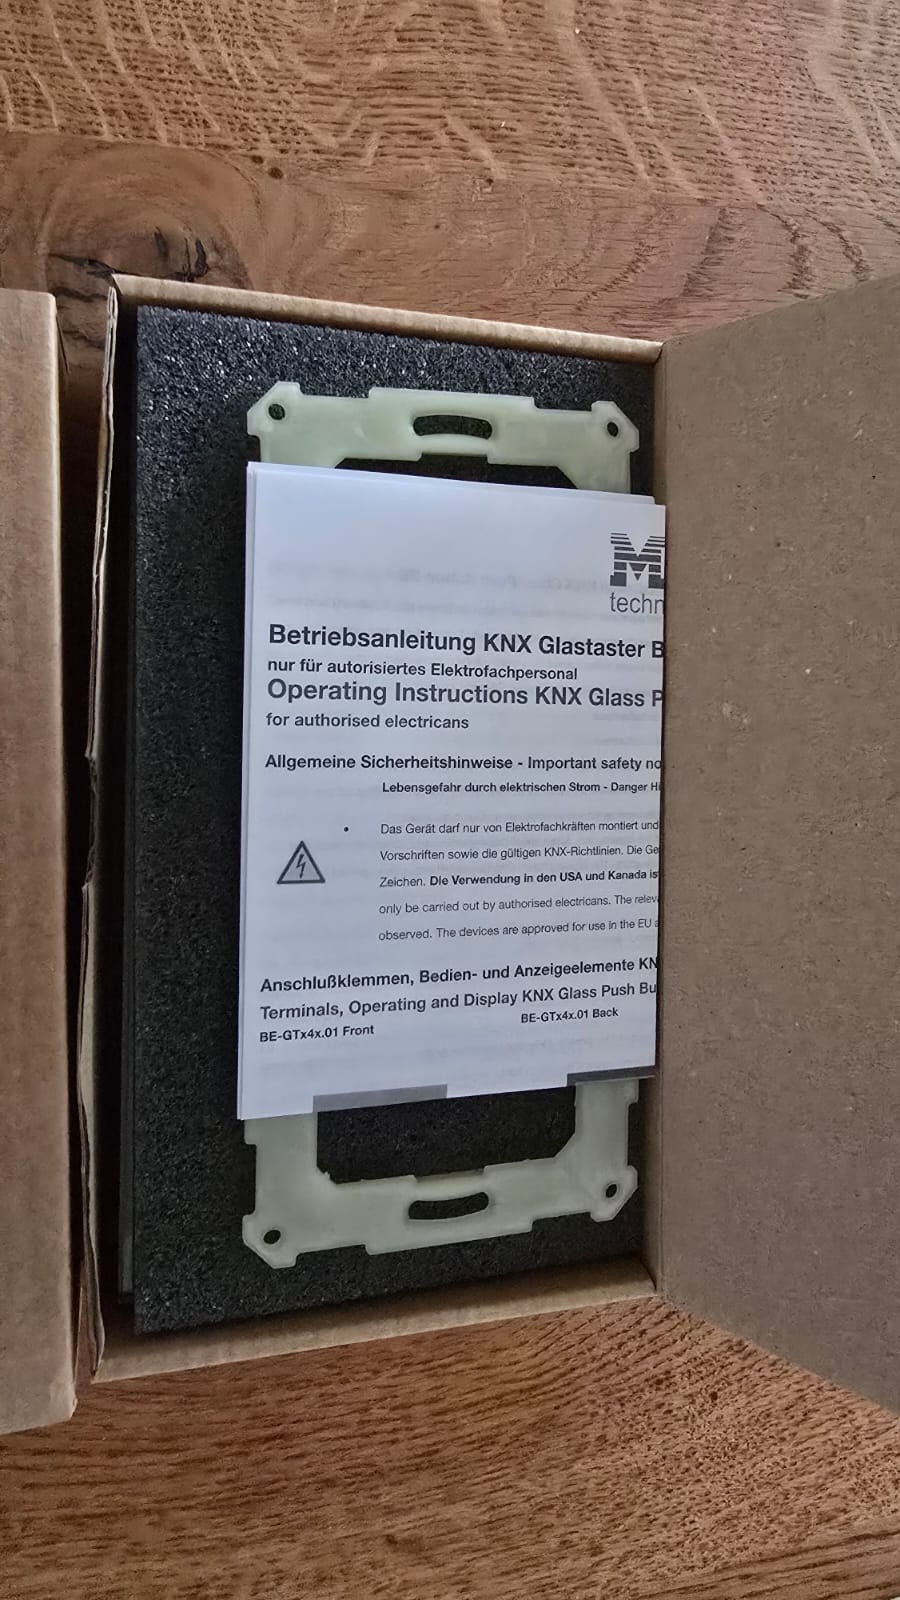 M
techn
Betriebsanleitung KNX Glastaster B
nur für autorisiertes Elektrofachpersonal
Operating Instructions KNX Glass P
for authorised electricans
Allgemeine Sicherheitshinweise - Important safety no
Lebensgefahr durch elektrischen Strom - Danger Hi
• Das Gerät darf nur von Elektrofachkräften montiert und
Vorschriften sowie die gültigen KNX-Richtlinien. Die Ge
Zeichen. Die Verwendung in den USA und Kanada is
only be carried out by authorised electricans. The relev
observed. The devices are approved for use in the EU a
Anschlußklemmen, Bedien- und Anzeigeelemente KN
Terminals, Operating and Display KNX Glass Push Bu
BE-GTx4x.01 Front
BE-GTx4x.01 Back